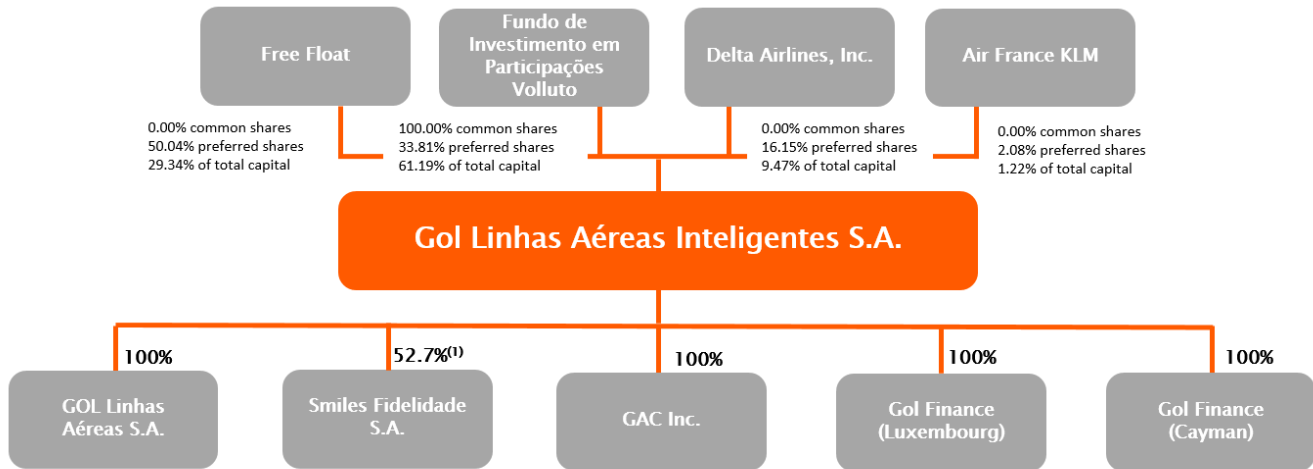 Free Float
Fundo de
Investimento em
Participações
Volluto
Delta Airlines, Inc.
Air France KLM
0.00% common shares
50.04% preferred shares
29.34% of total capital
100.00% common shares
33.81% preferred shares
61.19% of total capital
0.00% common shares
16.15% preferred shares
9.47% of total capital
0.00% common shares
2.08% preferred shares
1.22% of total capital
Gol Linhas Aéreas Inteligentes S.A.
100%
52.7%(1)
100%
100%
100%
GOL Linhas
Aéreas S.A.
Smiles Fidelidade
S.A.
GAC Inc.
Gol Finance
(Luxembourg)
Gol Finance
(Cayman)